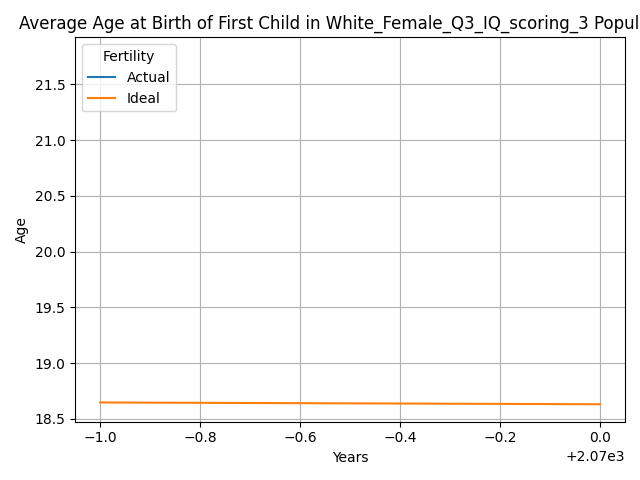 Average Age at Birth of First Child in White_Female_Q3_IQ_scoring_3 Popul
Fertility
Actual
Ideal
21.5
21.0
20.5
20.0
19.5
19.0
18.5
Age
−1.0 −0.8 −0.6 −0.4 −0.2 0.0
Years
+2.07e3